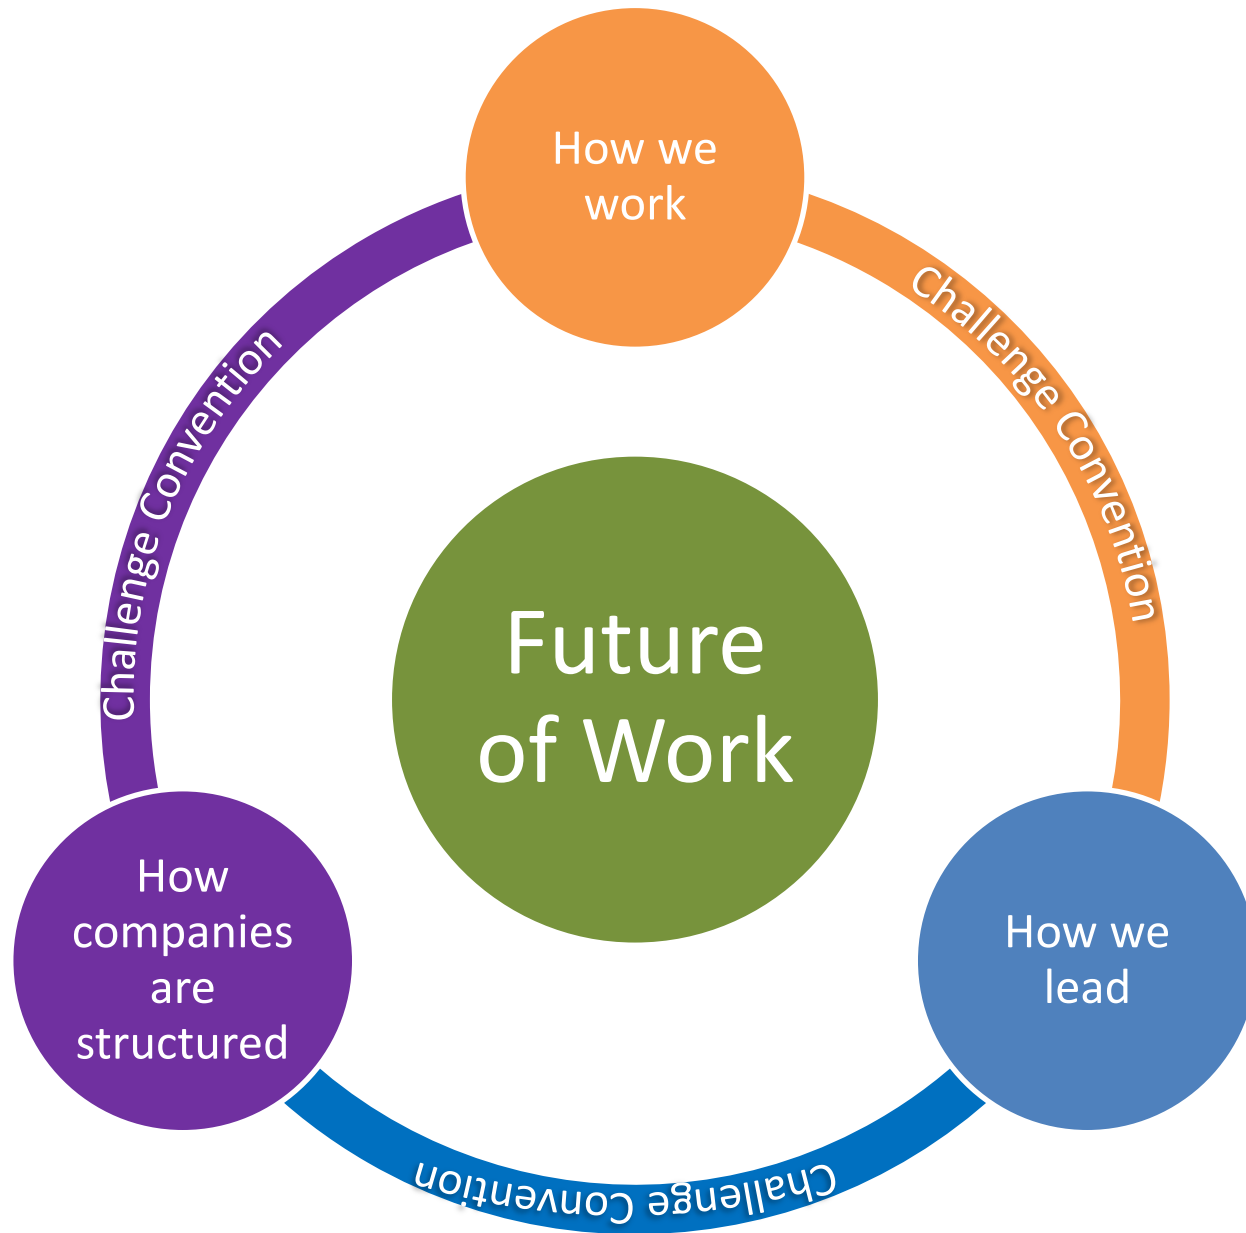 How we
work
Challenge Convention
Challenge Convention
Future
of Work
How
companies
are
structured
How we
lead
Challenge Convention